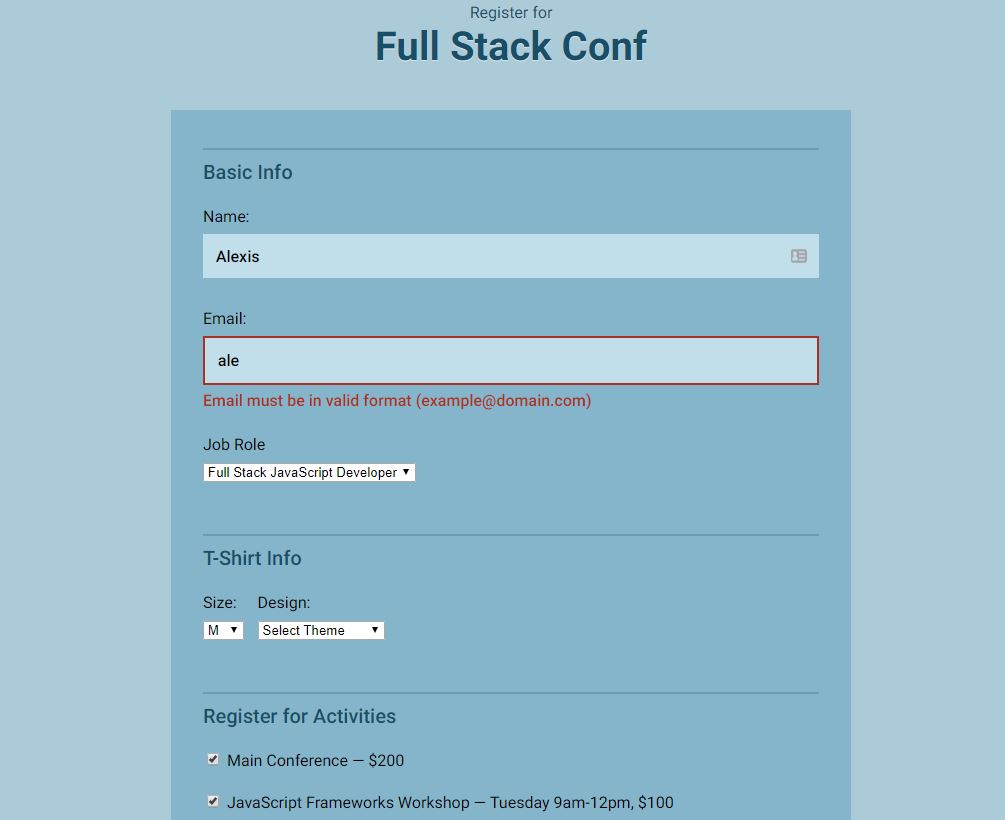 Register for
Full Stack Conf
Basic Info
Name:
Alexis
Email:
ale
Email must be in valid format (example@domain.com)
Job Role
Full Stack JavaScript Developer
T-Shirt Info
Size: Design:
M Select Theme
Register for Activities
Main Conference — $200
JavaScript Frameworks Workshop — Tuesday 9am-12pm, $100